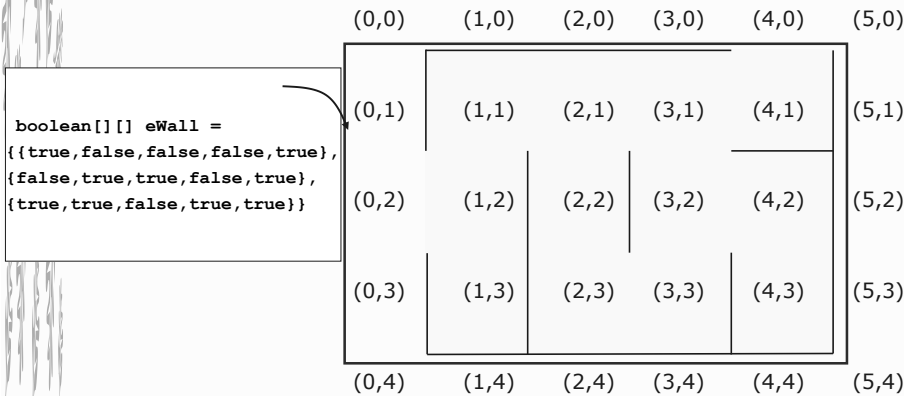 (0,0) (1,0) (2,0) (3,0) (4,0) (5,0)
boolean[][] eWall =
{{true,false,false,false,true},
{false,true,true,false,true},
{true,true,false,true,true}}
(0,1) (1,1) (2,1) (3,1) (4,1) (5,1)
(0,2) (1,2) (2,2) (3,2) (4,2) (5,2)
(0,3) (1,3) (2,3) (3,3) (4,3) (5,3)
(0,4) (1,4) (2,4) (3,4) (4,4) (5,4)